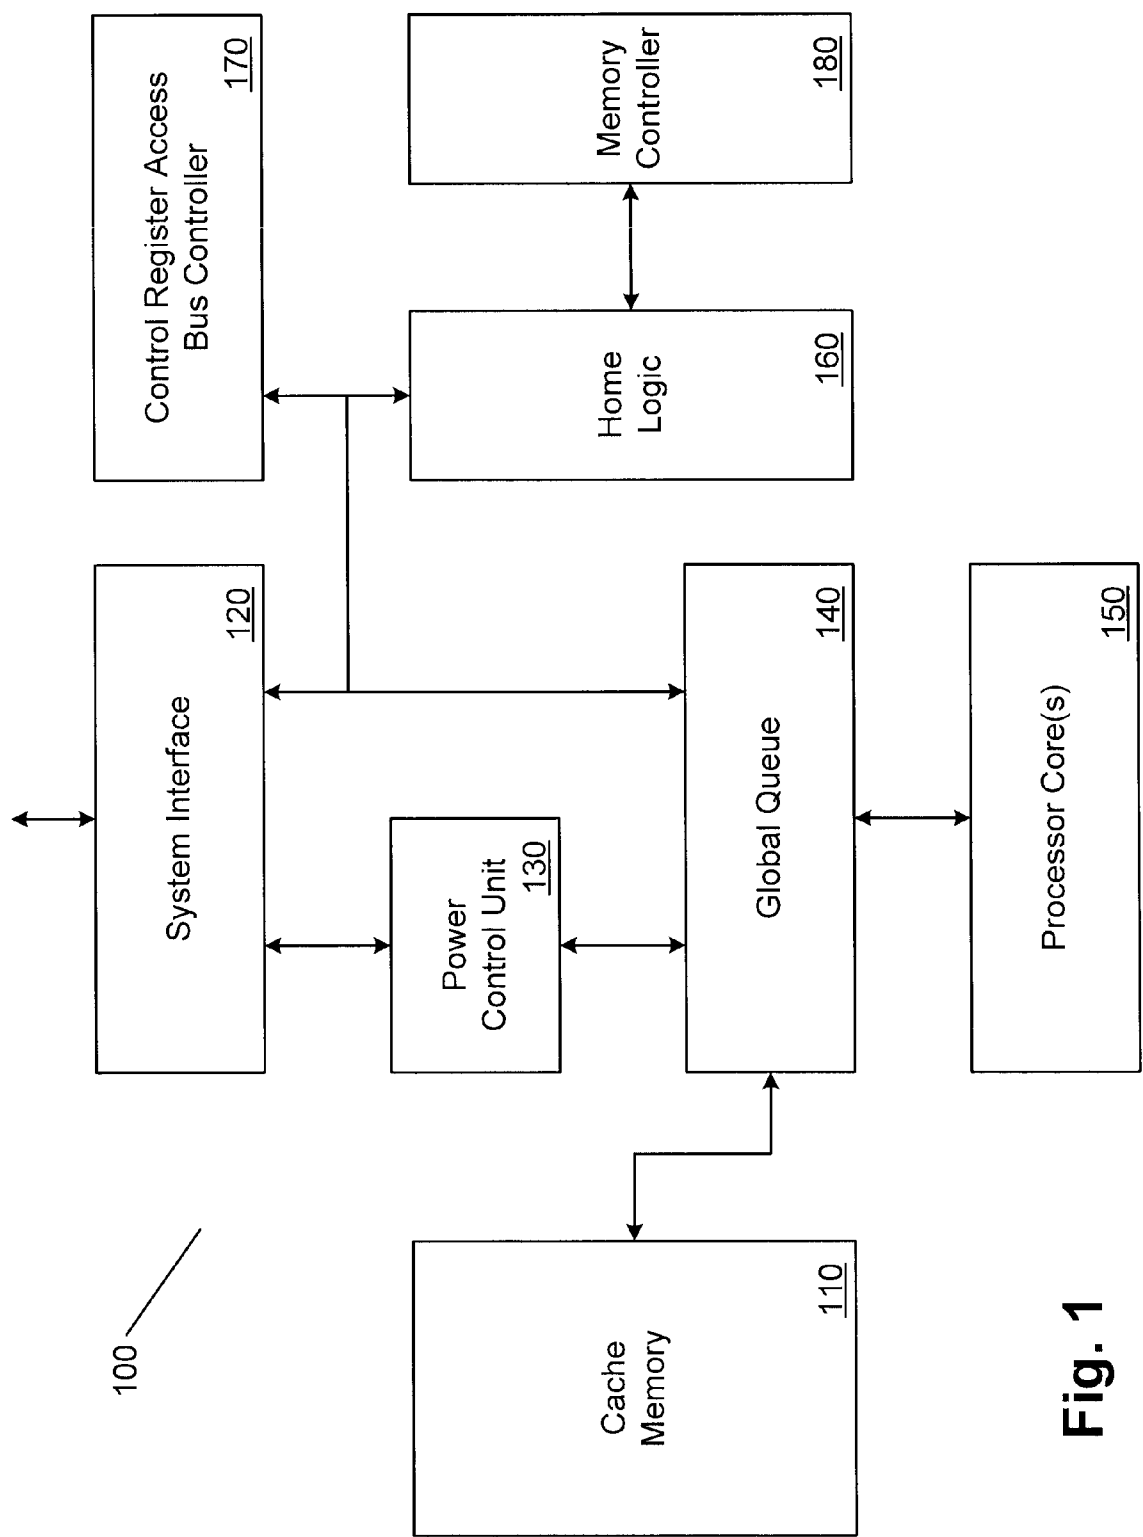 100
System Interface
120
Control Register Access
Bus Controller
170
Power
Control Unit
130
Cache
Memory
110
Home
Logic
160
Memory
Controller
180
Global Queue
140
Processor Core(s)
150
Fig. 1